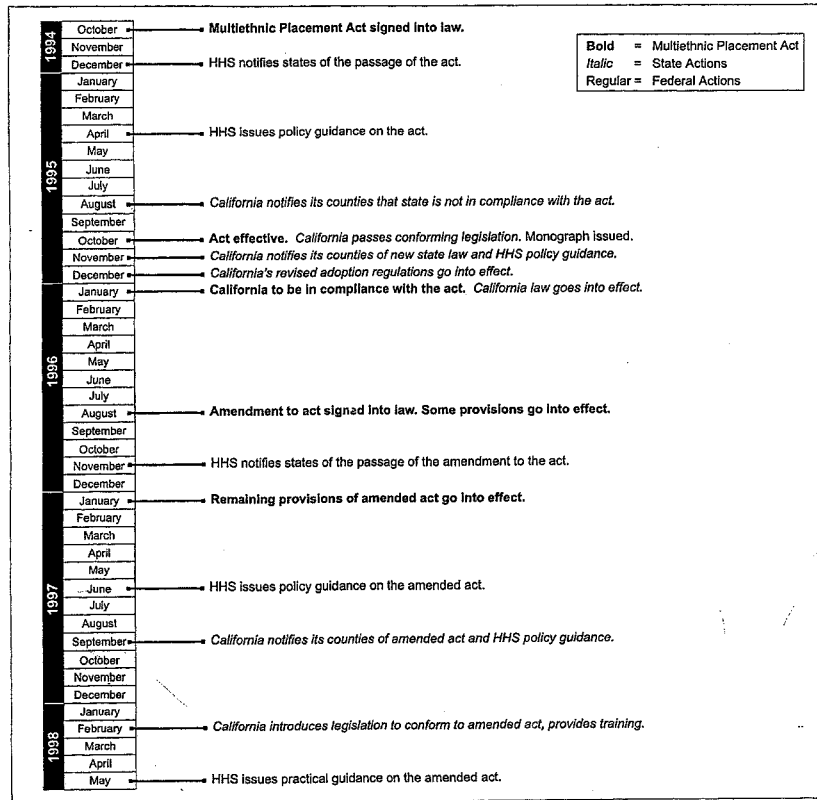 1994
October Multiethnic Placement Act signed into law.
November
December HHS notifies states of the passage of the act.
Bold = Multiethnic Placement Act
Italic = State Actions
Regular = Federal Actions
1995
January
February
March
April HHS issues policy guidance on the act.
May
June
July
August California notifies its counties that state is not in compliance with the act.
September
October Act effective. California passes conforming legislation. Monograph issued.
November California notifies its counties of new state law and HHS policy guidance.
December California's revised adoption regulations go into effect.
1996
January California to be in compliance with the act. California law goes into effect.
February
March
April
May
June
July
August Amendment to act signed into law. Some provisions go into effect.
September
October
November HHS notifies states of the passage of the amendment to the act.
December
1997
January Remaining provisions of amended act go into effect.
February
March
April
May
June HHS issues policy guidance on the amended act.
July
August
September California notifies its counties of amended act and HHS policy guidance.
October
November
December
1998
January
February California introduces legislation to conform to amended act, provides training.
March
April
May HHS issues practical guidance on the amended act.